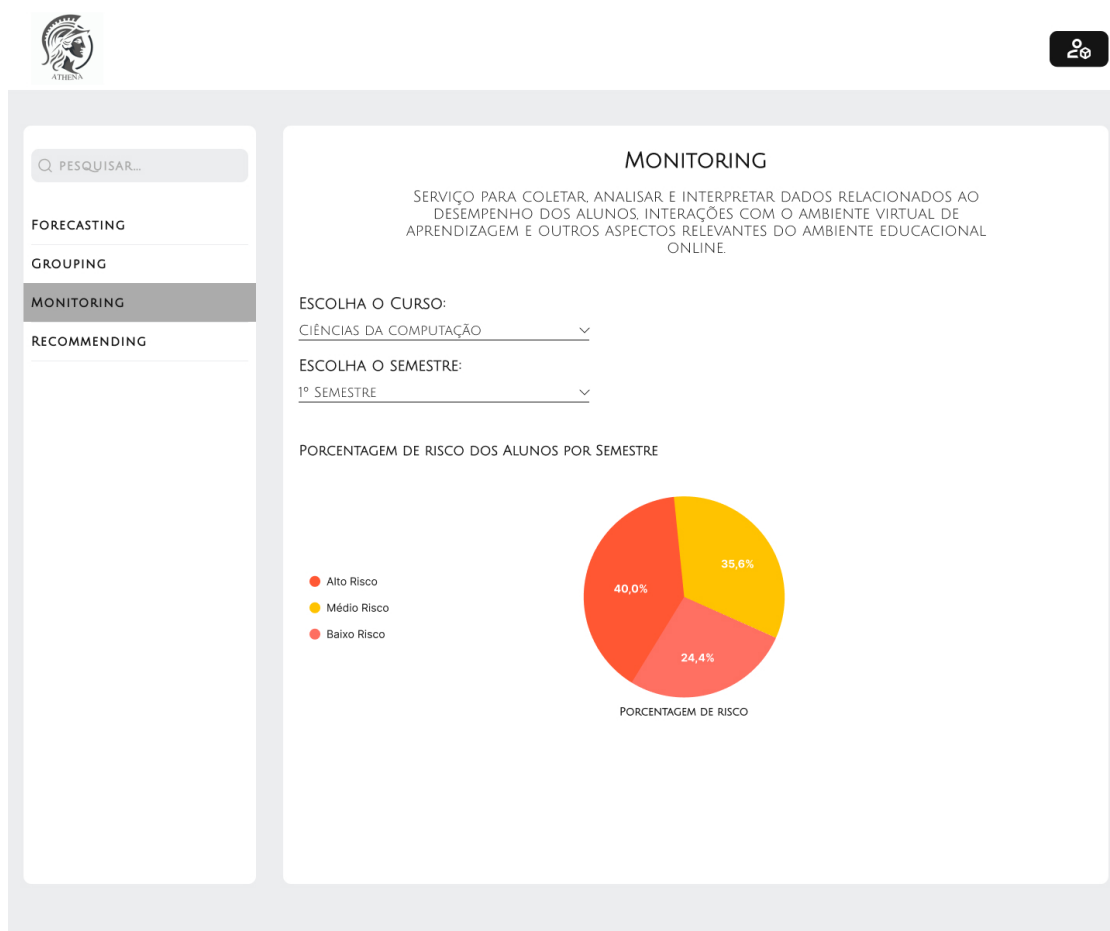 ATHENA
PESQUISAR...
Forecasting
Grouping
Monitoring
Recommending
Monitoring
Serviço para coletar, analisar e interpretar dados relacionados ao
desempenho dos alunos, interações com o ambiente virtual de
aprendizagem e outros aspectos relevantes do ambiente educacional
online.
Escolha o Curso:
Ciências da computação
Escolha o semestre:
1º Semestre
Porcentagem de risco dos Alunos por Semestre
Alto Risco
Médio Risco
Baixo Risco
35,6%
40,0%
24,4%
Porcentagem de risco